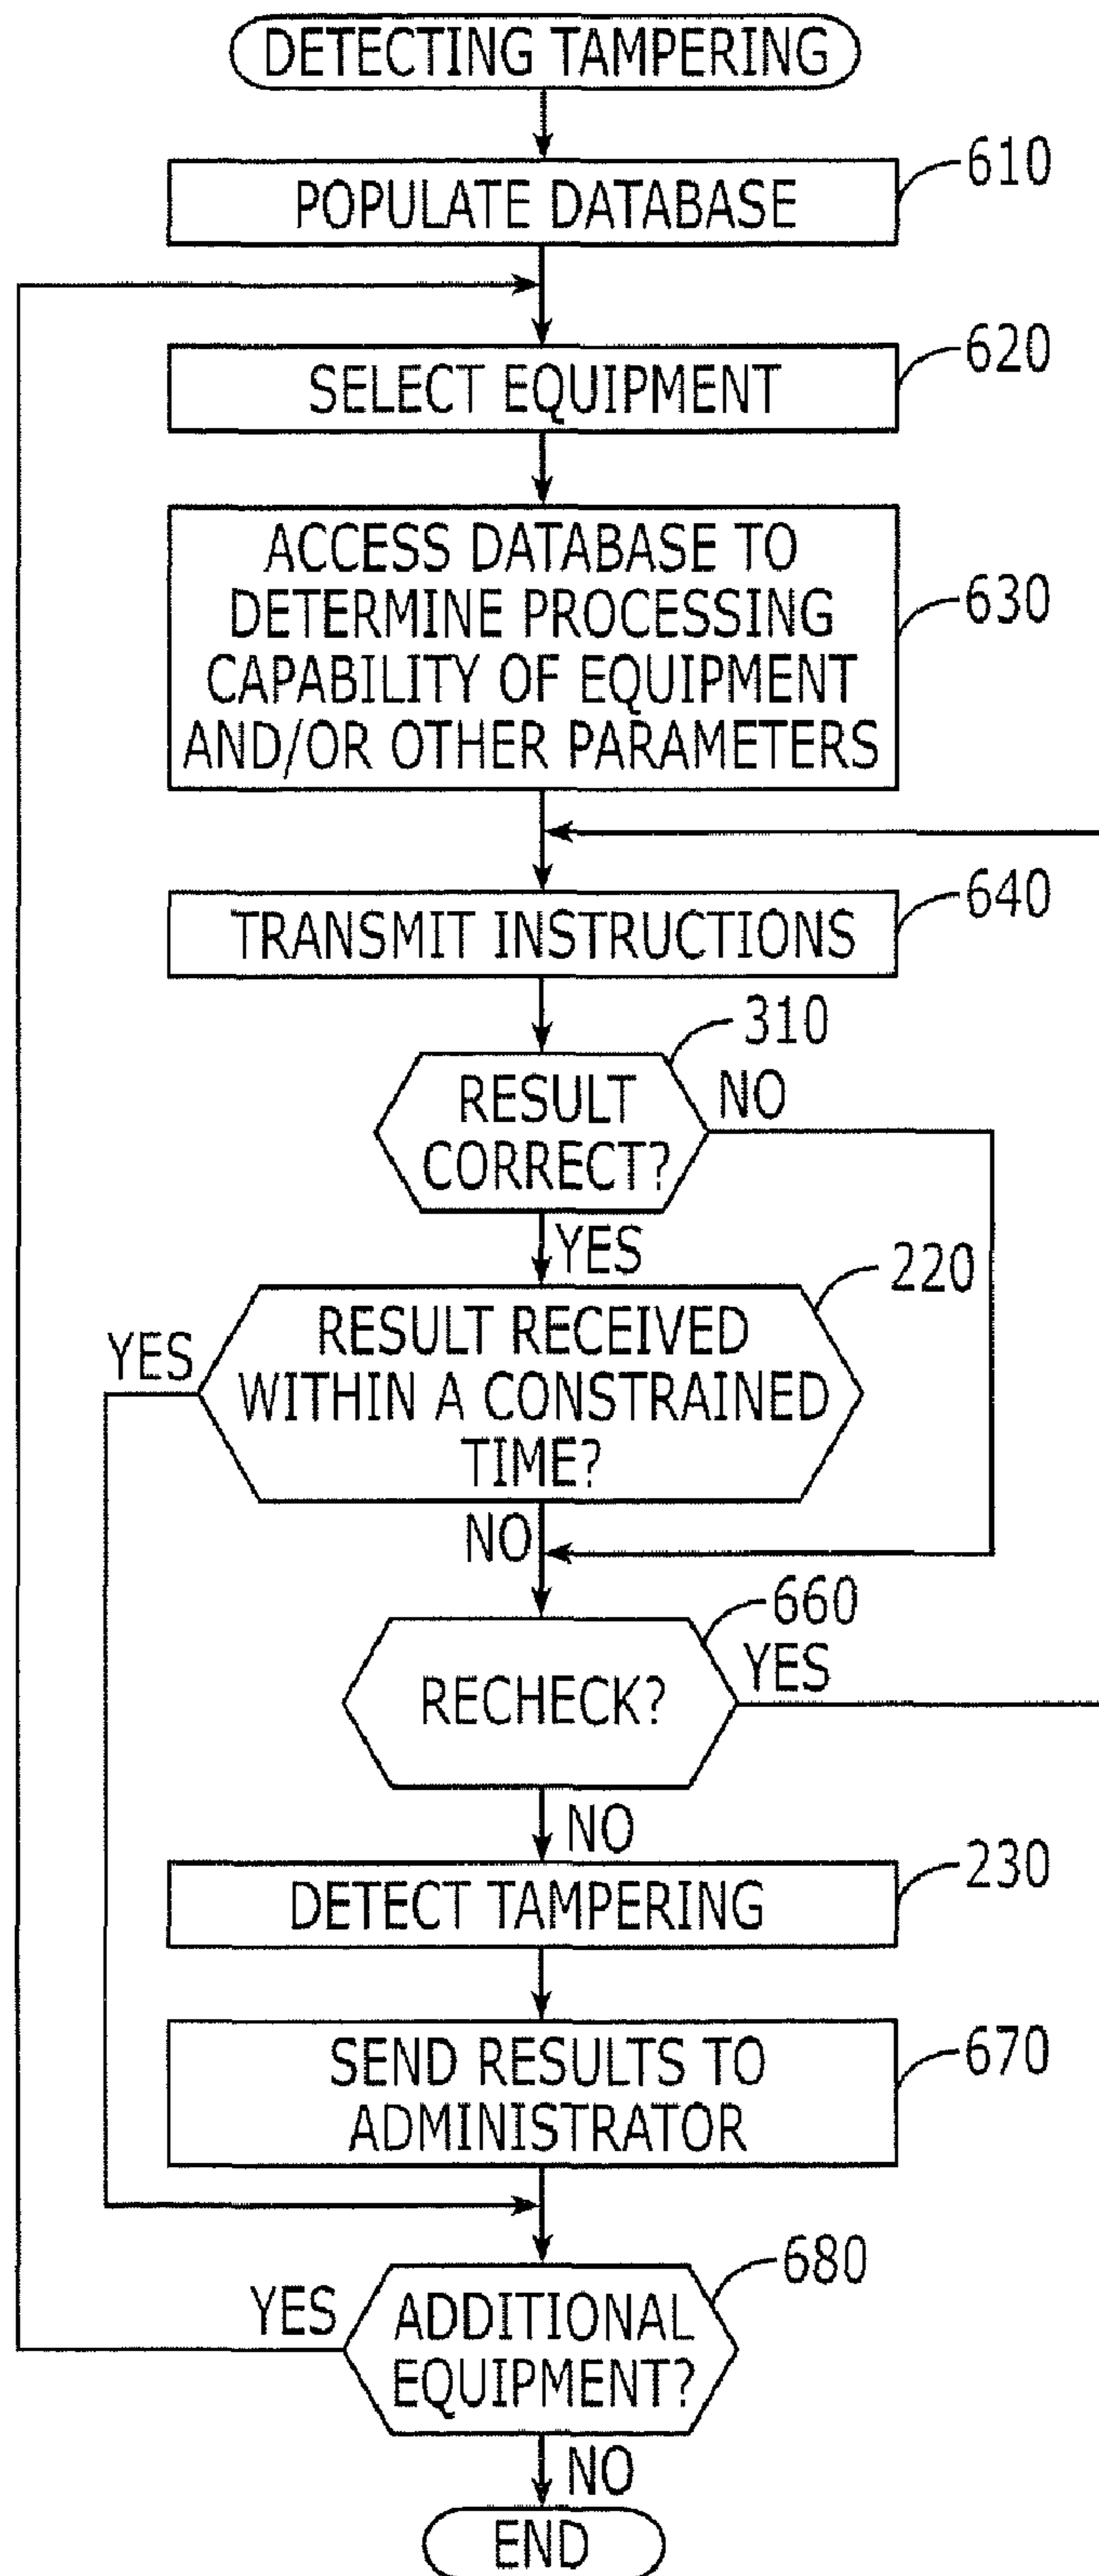 DETECTING TAMPERING
610
POPULATE DATABASE
620
SELECT EQUIPMENT
ACCESS DATABASE TO
DETERMINE PROCESSING
630
CAPABILITY OF EQUIPMENT
AND/OR OTHER PARAMETERS
640
TRANSMIT INSTRUCTIONS
310
RESULT
CORRECT?
NO
YES
220
RESULT RECEIVED
WITHIN A CONSTRAINED
TIME?
YES
NO
660
RECHECK?
YES
NO
230
DETECT TAMPERING
670
SEND RESULTS TO
ADMINISTRATOR
680
YES
ADDITIONAL
EQUIPMENT?
NO
END